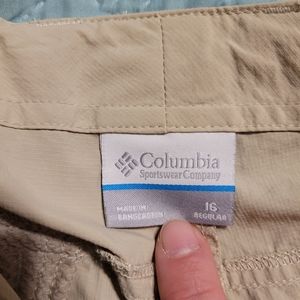 Columbia
Sportswear Company
MADE IN
BANGLADESH
16
REGULAR